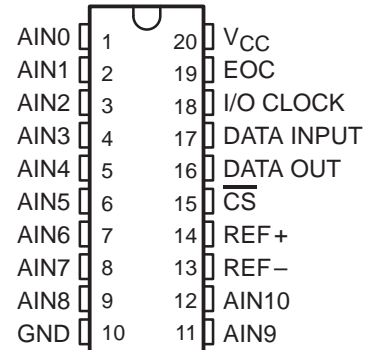 AIN0 1 20 VCC
AIN1 2 19 EOC
AIN2 3 18 I/O CLOCK
AIN3 4 17 DATA INPUT
AIN4 5 16 DATA OUT
AIN5 6 15 C̅S̅
AIN6 7 14 REF+
AIN7 8 13 REF–
AIN8 9 12 AIN10
GND 10 11 AIN9